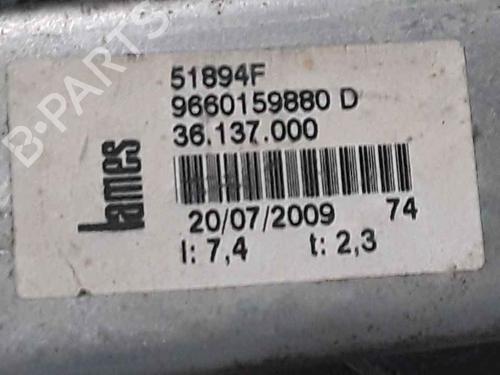 B-PARTS
lames
51894F
9660159880 D
36.137.000
20/07/2009 74
I: 7,4 t: 2,3